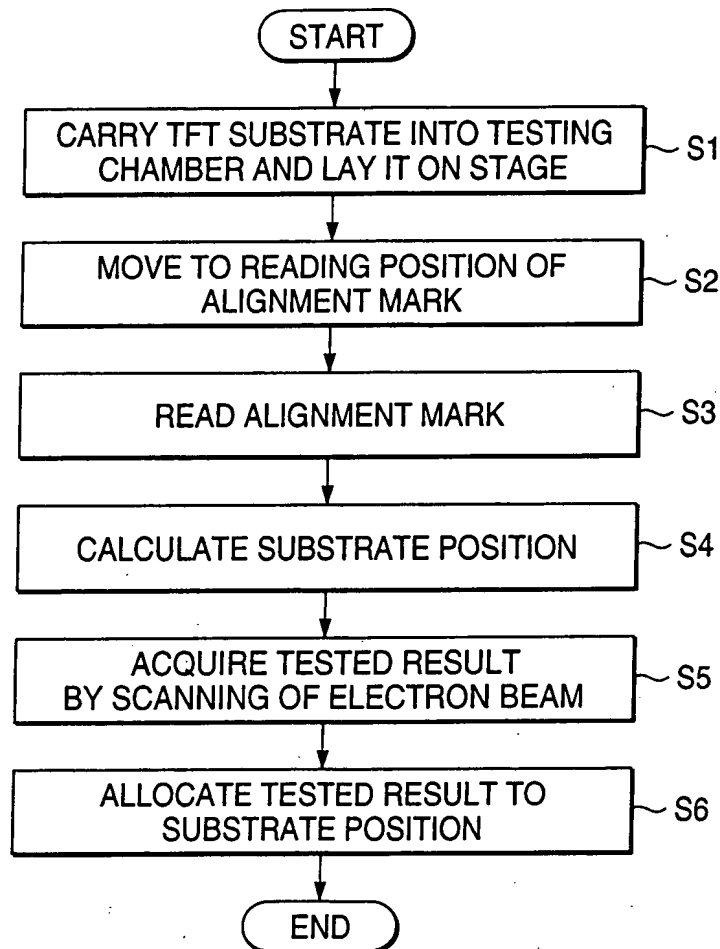 START
CARRY TFT SUBSTRATE INTO TESTING
CHAMBER AND LAY IT ON STAGE
S1
MOVE TO READING POSITION OF
ALIGNMENT MARK
S2
READ ALIGNMENT MARK
S3
CALCULATE SUBSTRATE POSITION
S4
ACQUIRE TESTED RESULT
BY SCANNING OF ELECTRON BEAM
S5
ALLOCATE TESTED RESULT TO
SUBSTRATE POSITION
S6
END